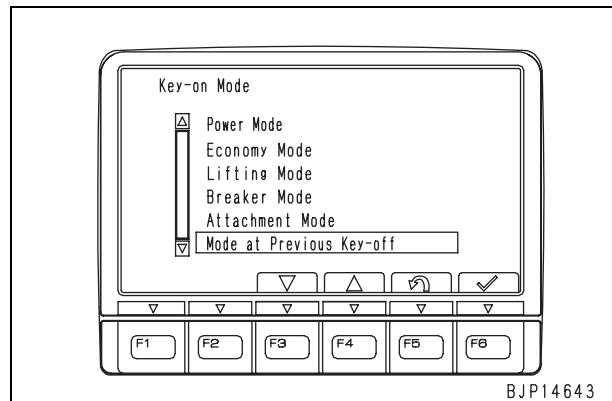 Key-on Mode
Power Mode
Economy Mode
Lifting Mode
Breaker Mode
Attachment Mode
Mode at Previous Key-off
F1 F2 F3 F4 F5 F6
BJP14643